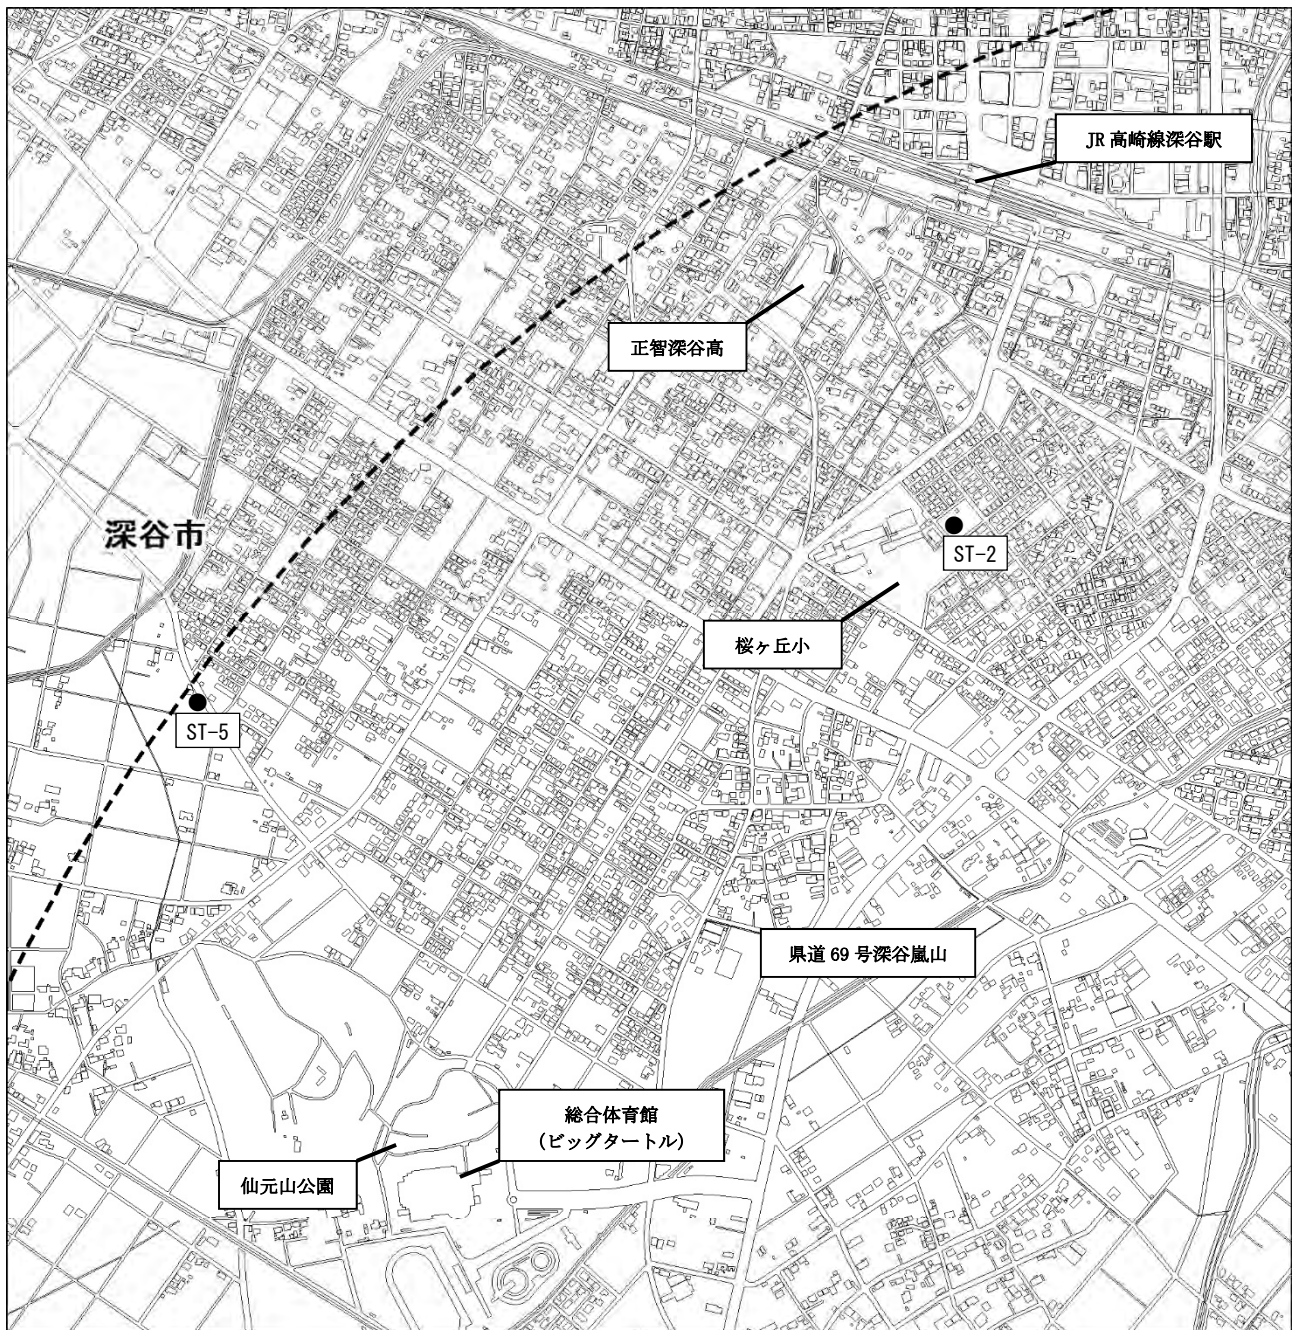 JR 高崎線深谷駅
正智深谷高
深谷市
ST-2
桜ヶ丘小
ST-5
県道 69 号深谷嵐山
総合体育館
(ビッグタートル)
仙元山公園